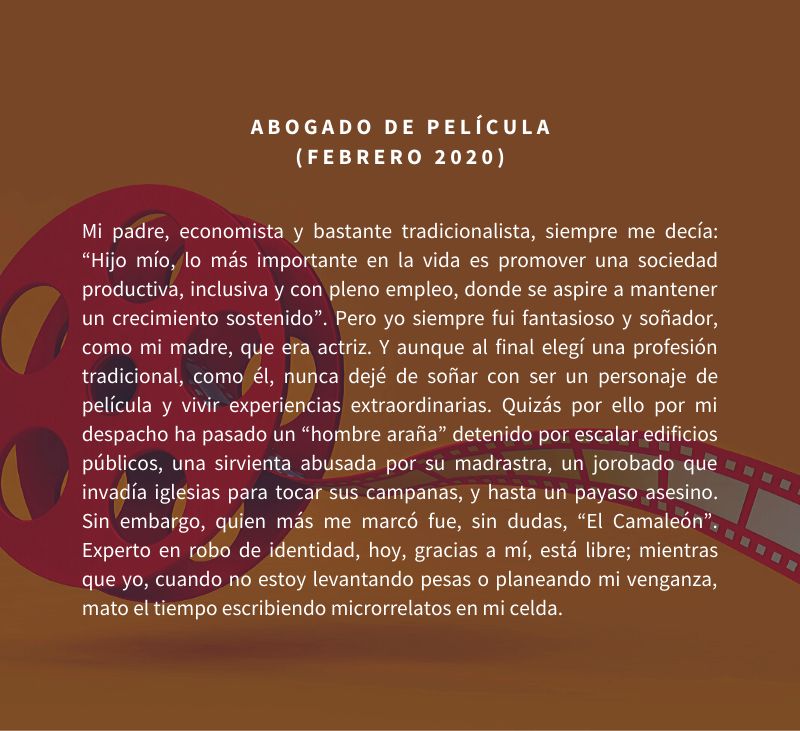 ABOGADO DE PELÍCULA
(FEBRERO 2020)
Mi padre, economista y bastante tradicionalista, siempre me decía:
“Hijo mío, lo más importante en la vida es promover una sociedad
productiva, inclusiva y con pleno empleo, donde se aspire a mantener
un crecimiento sostenido”. Pero yo siempre fui fantasioso y soñador,
como mi madre, que era actriz. Y aunque al final elegí una profesión
tradicional, como él, nunca dejé de soñar con ser un personaje de
película y vivir experiencias extraordinarias. Quizás por ello por mi
despacho ha pasado un “hombre araña” detenido por escalar edificios
públicos, una sirvienta abusada por su madrastra, un jorobado que
invadía iglesias para tocar sus campanas, y hasta un payaso asesino.
Sin embargo, quien más me marcó fue, sin dudas, “El Camaleón”.
Experto en robo de identidad, hoy, gracias a mí, está libre; mientras
que yo, cuando no estoy levantando pesas o planeando mi venganza,
mato el tiempo escribiendo microrrelatos en mi celda.